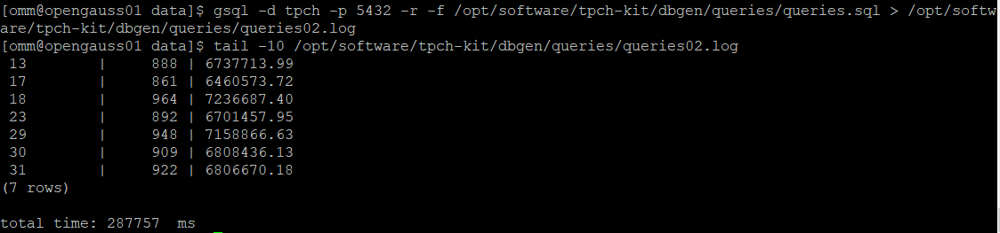 [omm@opengauss01 data]$ gsql -d tpch -p 5432 -r -f /opt/software/tpch-kit/dbgen/queries/queries.sql > /opt/softw
are/tpch-kit/dbgen/queries/queries02.log
[omm@opengauss01 data]$ tail -10 /opt/software/tpch-kit/dbgen/queries/queries02.log
 13        |     888 | 6737713.99
 17        |     861 | 6460573.72
 18        |     964 | 7236687.40
 23        |     892 | 6701457.95
 29        |     948 | 7158866.63
 30        |     909 | 6808436.13
 31        |     922 | 6806670.18
(7 rows)
total time: 287757  ms